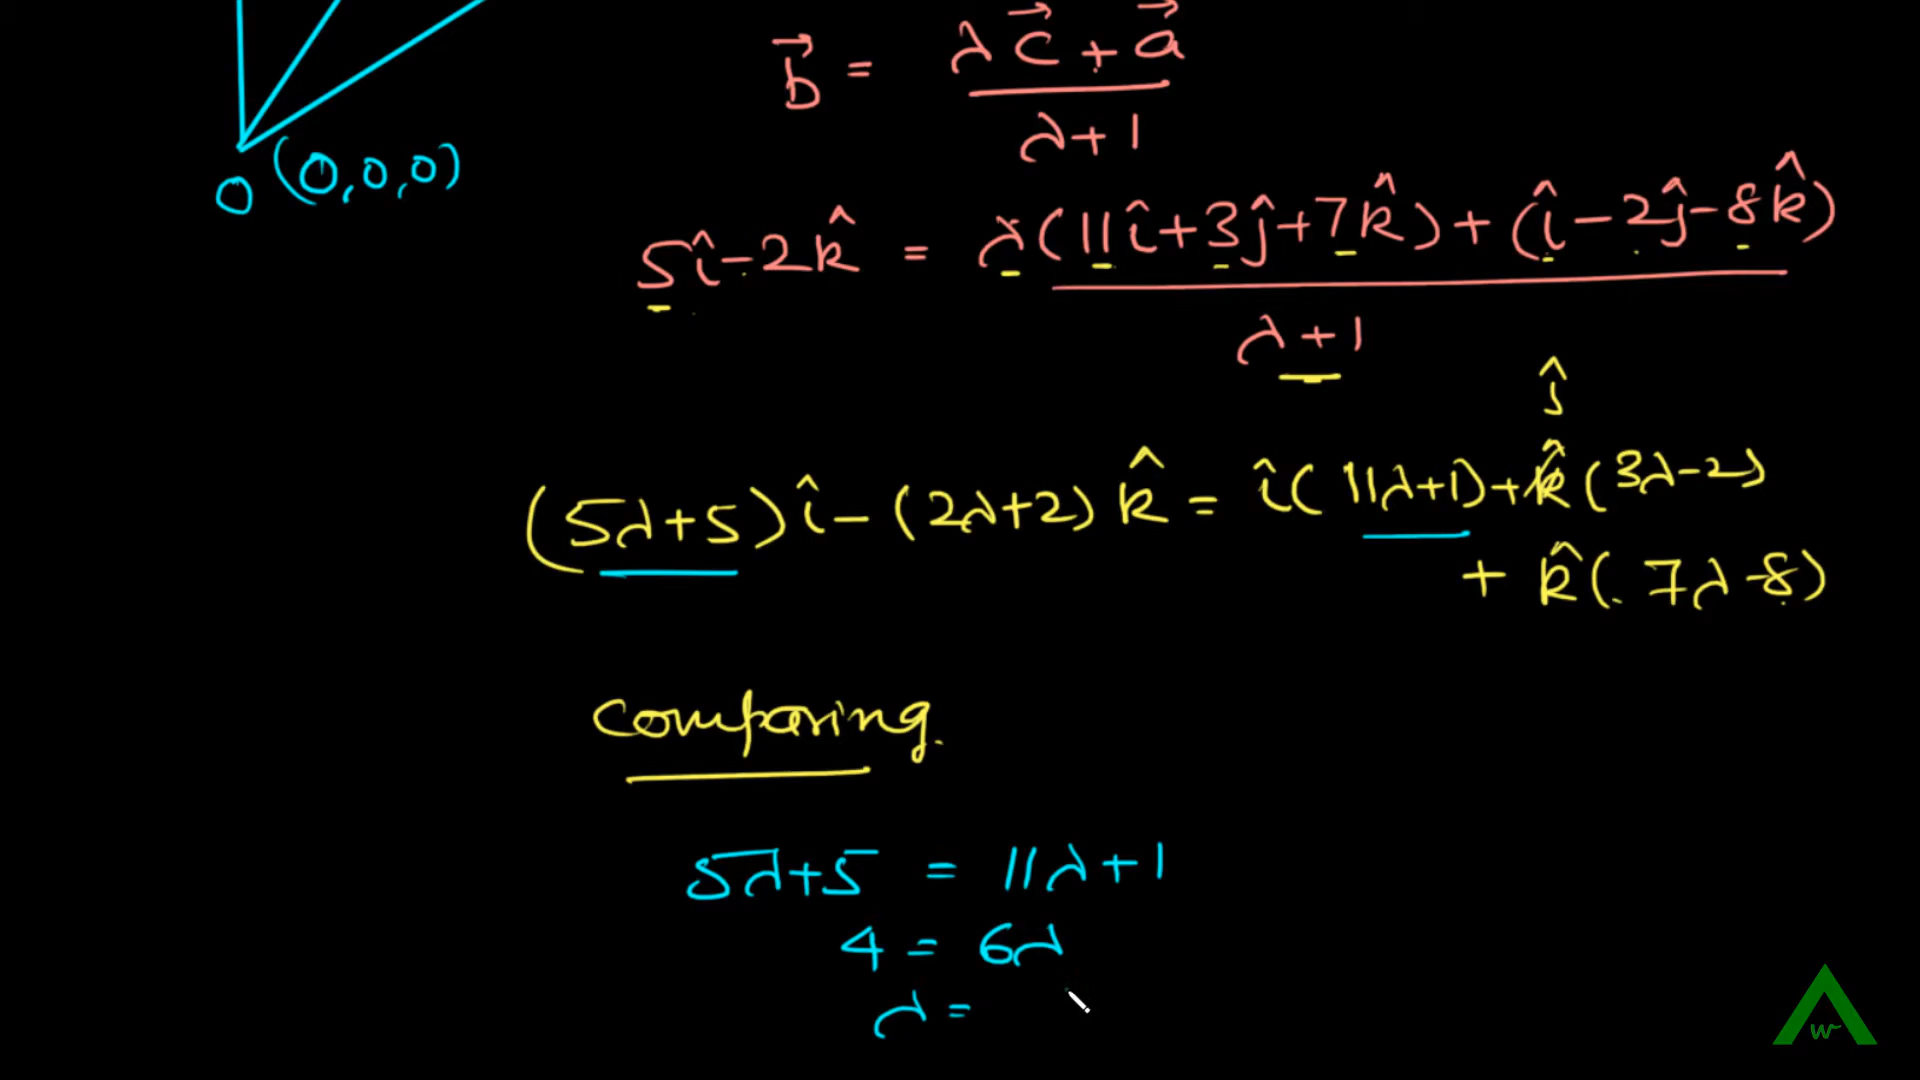 b⃗ = (λc⃗ + a⃗)/(λ+1)
O (0,0,0)
5î − 2k̂ = (λ(11î + 3ĵ + 7k̂) + (î − 2ĵ − 8k̂))/(λ+1)
ĵ
(5λ+5)î − (2λ+2)k̂ = î(11λ+1) + k̂(3λ−2)
+ k̂(7λ−8)
Comparing.
5λ+5 = 11λ+1
4 = 6λ
λ =
W